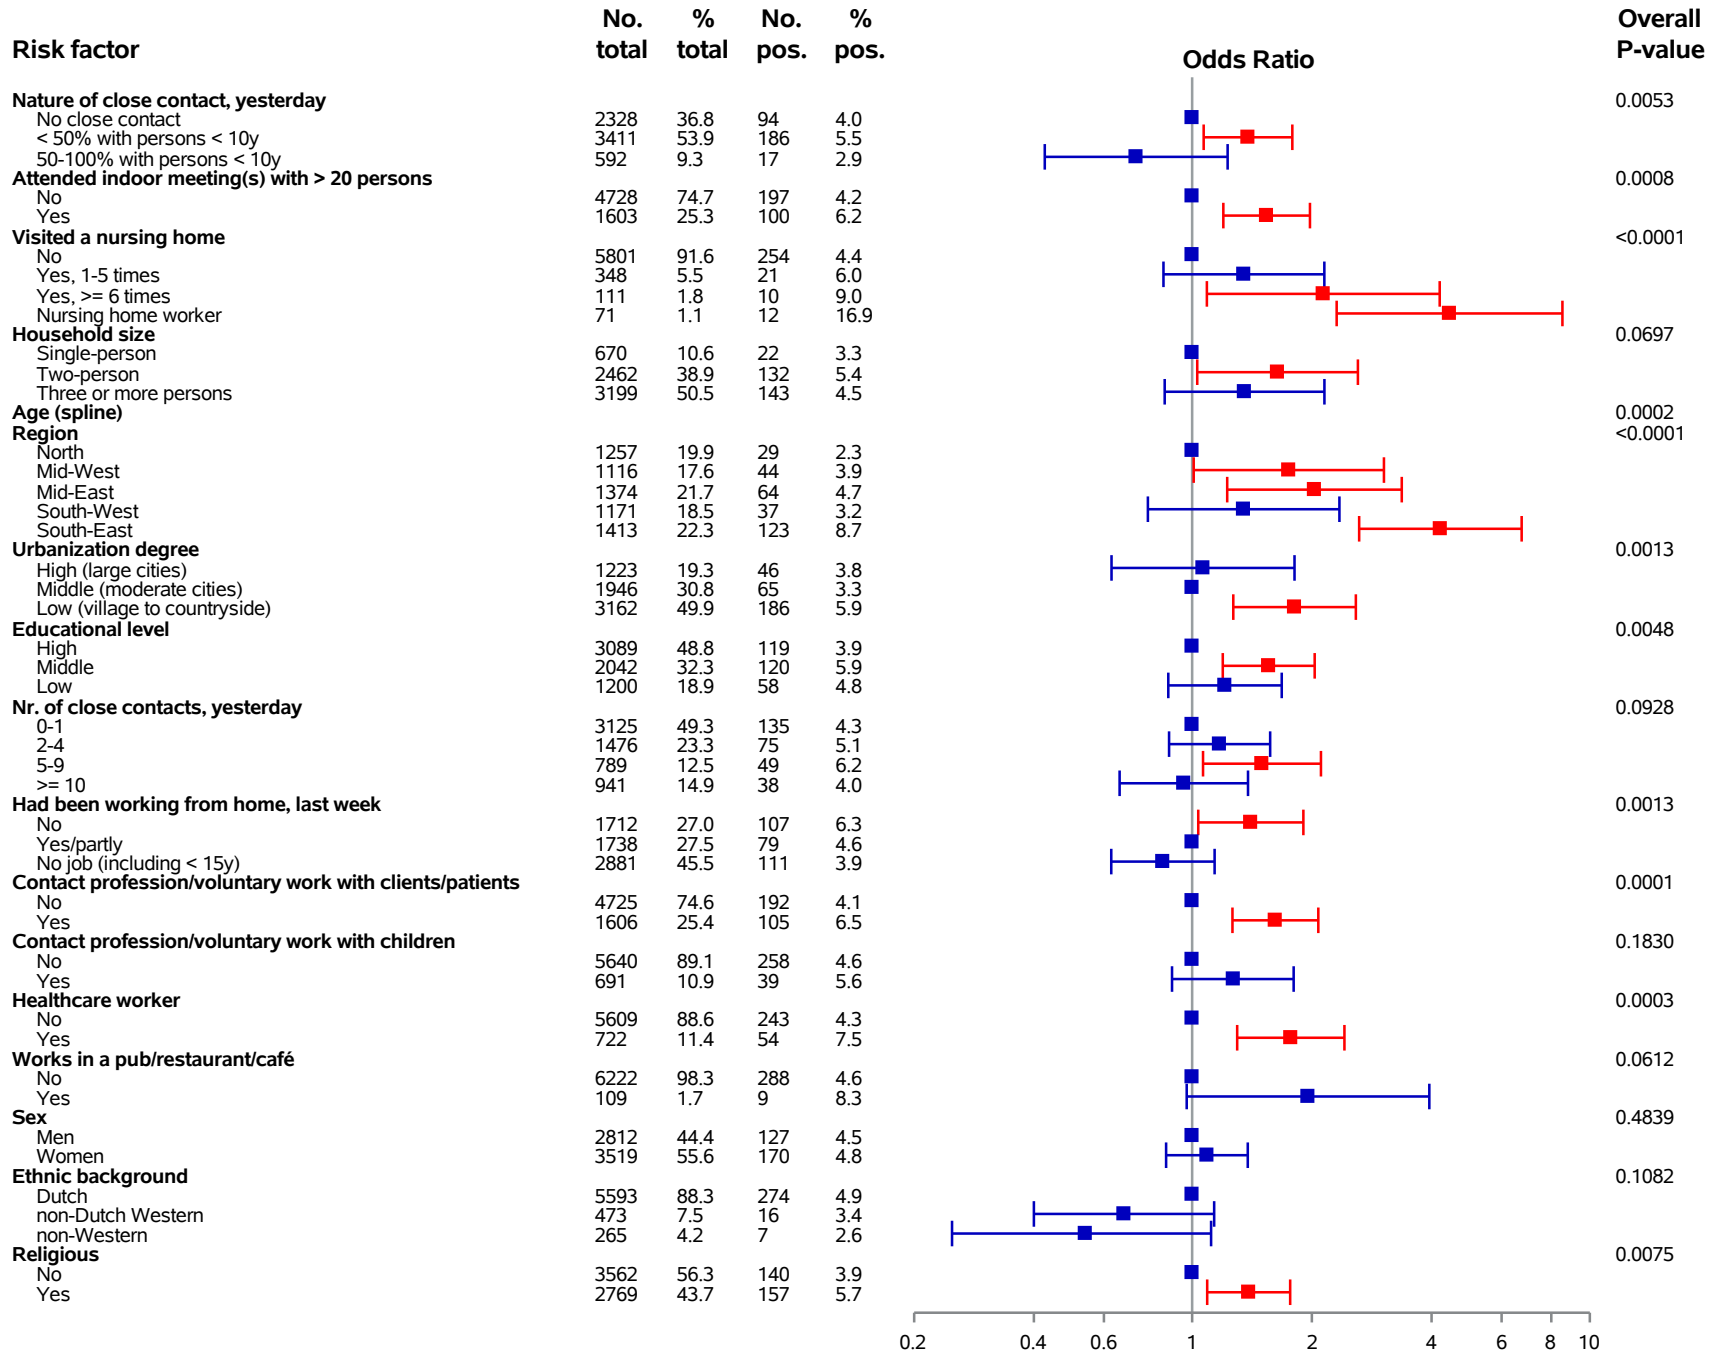 No. % No. % Overall
Risk factor total total pos. pos. Odds Ratio P-value
Nature of close contact, yesterday 0.0053
No close contact 2328 36.8 94 4.0
< 50% with persons < 10y 3411 53.9 186 5.5
50-100% with persons < 10y 592 9.3 17 2.9
Attended indoor meeting(s) with > 20 persons 0.0008
No 4728 74.7 197 4.2
Yes 1603 25.3 100 6.2
Visited a nursing home <0.0001
No 5801 91.6 254 4.4
Yes, 1-5 times 348 5.5 21 6.0
Yes, >= 6 times 111 1.8 10 9.0
Nursing home worker 71 1.1 12 16.9
Household size 0.0697
Single-person 670 10.6 22 3.3
Two-person 2462 38.9 132 5.4
Three or more persons 3199 50.5 143 4.5
Age (spline) 0.0002
Region <0.0001
North 1257 19.9 29 2.3
Mid-West 1116 17.6 44 3.9
Mid-East 1374 21.7 64 4.7
South-West 1171 18.5 37 3.2
South-East 1413 22.3 123 8.7
Urbanization degree 0.0013
High (large cities) 1223 19.3 46 3.8
Middle (moderate cities) 1946 30.8 65 3.3
Low (village to countryside) 3162 49.9 186 5.9
Educational level 0.0048
High 3089 48.8 119 3.9
Middle 2042 32.3 120 5.9
Low 1200 18.9 58 4.8
Nr. of close contacts, yesterday 0.0928
0-1 3125 49.3 135 4.3
2-4 1476 23.3 75 5.1
5-9 789 12.5 49 6.2
>= 10 941 14.9 38 4.0
Had been working from home, last week 0.0013
No 1712 27.0 107 6.3
Yes/partly 1738 27.5 79 4.6
No job (including < 15y) 2881 45.5 111 3.9
Contact profession/voluntary work with clients/patients 0.0001
No 4725 74.6 192 4.1
Yes 1606 25.4 105 6.5
Contact profession/voluntary work with children 0.1830
No 5640 89.1 258 4.6
Yes 691 10.9 39 5.6
Healthcare worker 0.0003
No 5609 88.6 243 4.3
Yes 722 11.4 54 7.5
Works in a pub/restaurant/café 0.0612
No 6222 98.3 288 4.6
Yes 109 1.7 9 8.3
Sex 0.4839
Men 2812 44.4 127 4.5
Women 3519 55.6 170 4.8
Ethnic background 0.1082
Dutch 5593 88.3 274 4.9
non-Dutch Western 473 7.5 16 3.4
non-Western 265 4.2 7 2.6
Religious 0.0075
No 3562 56.3 140 3.9
Yes 2769 43.7 157 5.7
0.2 0.4 0.6 1 2 4 6 8 10